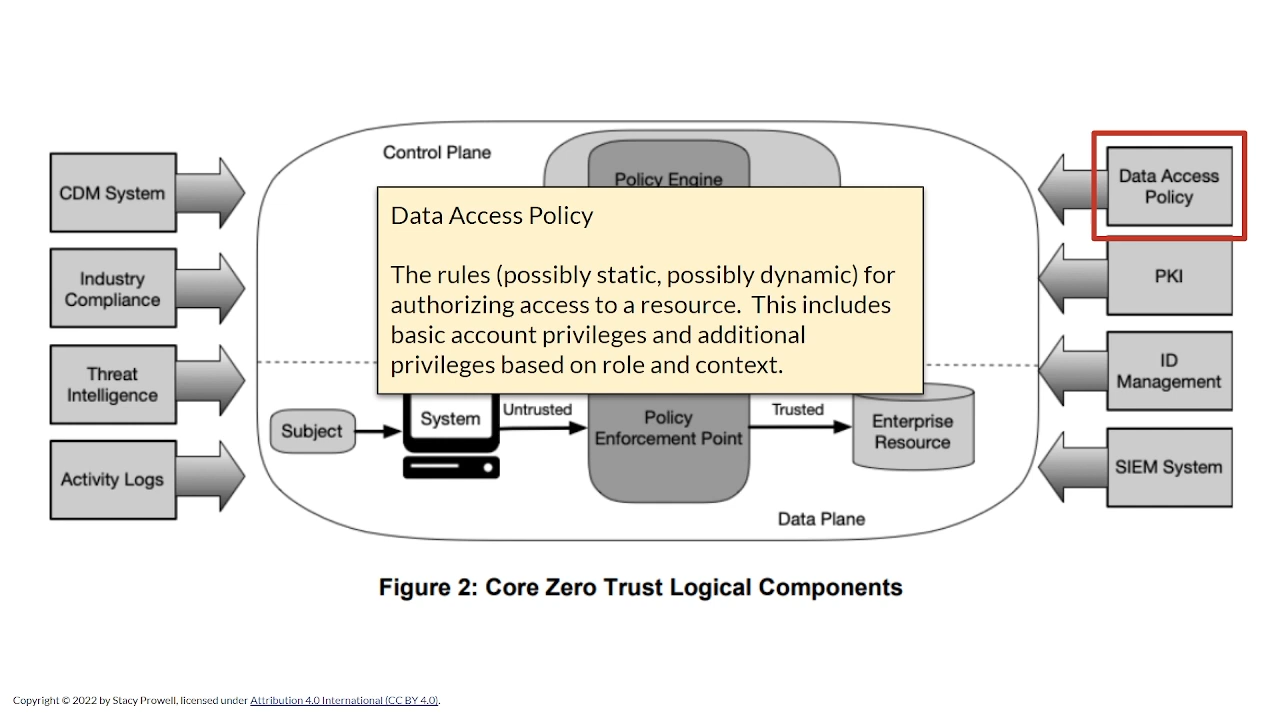 Control Plane
Policy Engine
CDM System
Industry
Compliance
Threat
Intelligence
Activity Logs
Data Access Policy
The rules (possibly static, possibly dynamic) for
authorizing access to a resource.  This includes
basic account privileges and additional
privileges based on role and context.
Data Access
Policy
PKI
ID
Management
SIEM System
Subject
System
Untrusted
Policy
Enforcement Point
Trusted
Enterprise
Resource
Data Plane
Figure 2: Core Zero Trust Logical Components
Copyright © 2022 by Stacy Prowell, licensed under Attribution 4.0 International (CC BY 4.0).